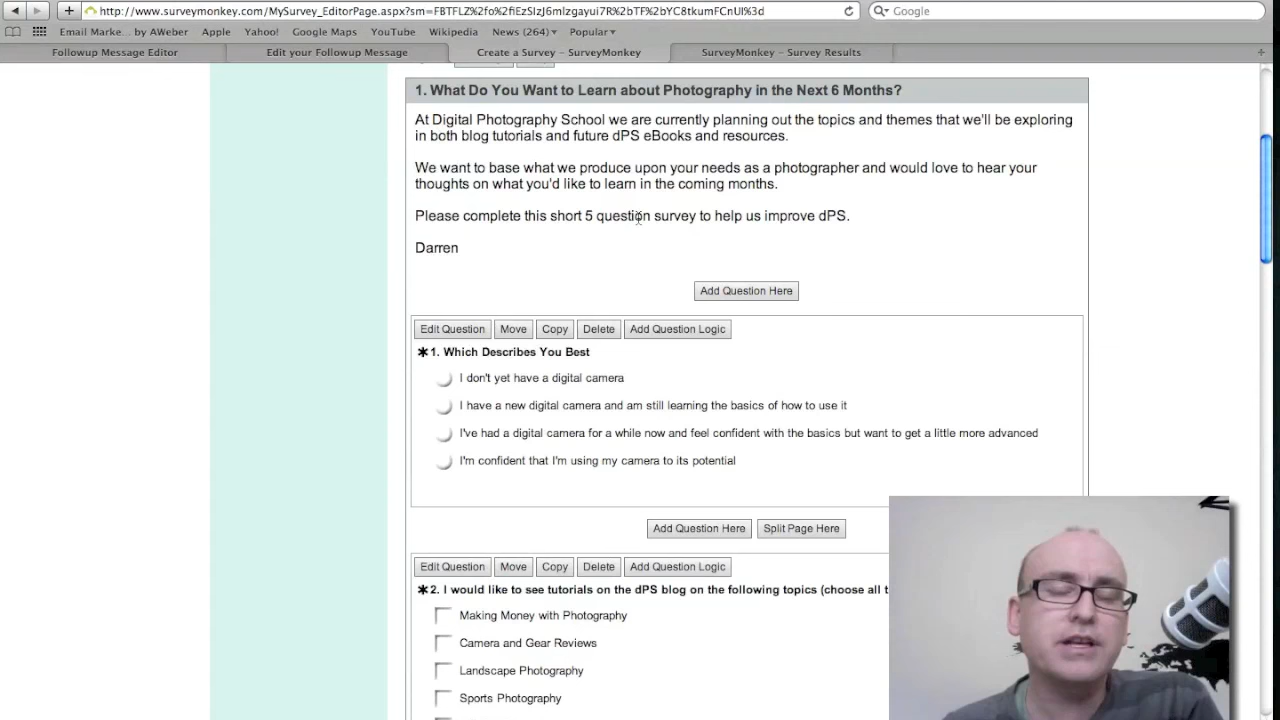 http://www.surveymonkey.com/MySurvey_EditorPage.aspx?sm=FBTFLZ%2fo%2fiEzSIzJ6mIzgayui7R%2bTF%2bYC8tkumFCnUI%3d
Google
Email Marke... by AWeber Apple Yahoo! Google Maps YouTube Wikipedia News (264)▾ Popular▾
Followup Message Editor Edit your Followup Message Create a Survey – SurveyMonkey SurveyMonkey – Survey Results
1. What Do You Want to Learn about Photography in the Next 6 Months?
At Digital Photography School we are currently planning out the topics and themes that we'll be exploring
in both blog tutorials and future dPS eBooks and resources.
We want to base what we produce upon your needs as a photographer and would love to hear your
thoughts on what you'd like to learn in the coming months.
Please complete this short 5 question survey to help us improve dPS.
Darren
Add Question Here
Edit Question Move Copy Delete Add Question Logic
✱1. Which Describes You Best
I don't yet have a digital camera
I have a new digital camera and am still learning the basics of how to use it
I've had a digital camera for a while now and feel confident with the basics but want to get a little more advanced
I'm confident that I'm using my camera to its potential
Add Question Here Split Page Here
Edit Question Move Copy Delete Add Question Logic
✱2. I would like to see tutorials on the dPS blog on the following topics (choose all t
Making Money with Photography
Camera and Gear Reviews
Landscape Photography
Sports Photography